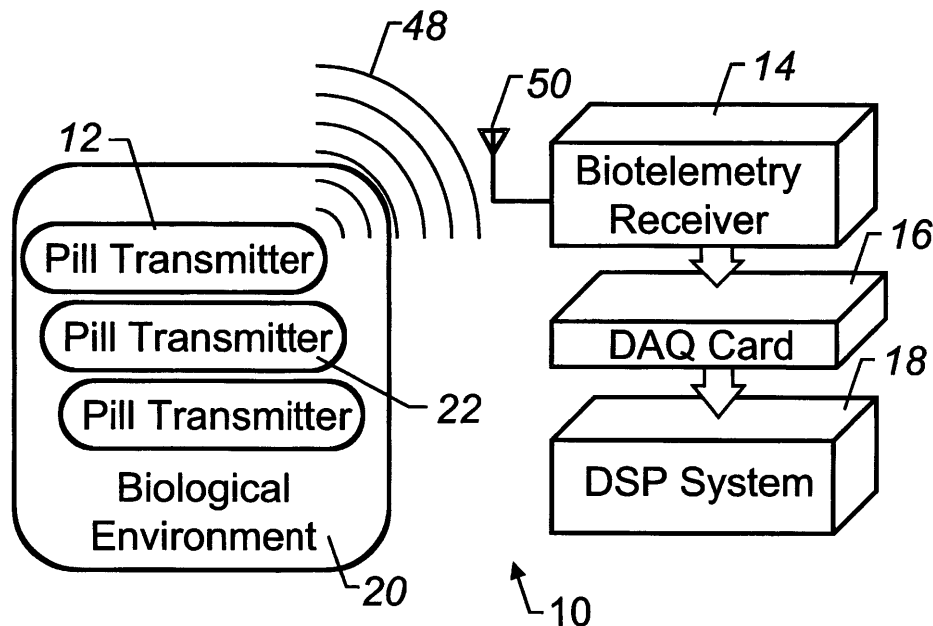 48
50
14
12
Biotelemetry
Receiver
16
Pill Transmitter
Pill Transmitter
DAQ Card
18
Pill Transmitter
22
Biological
Environment
DSP System
20
10